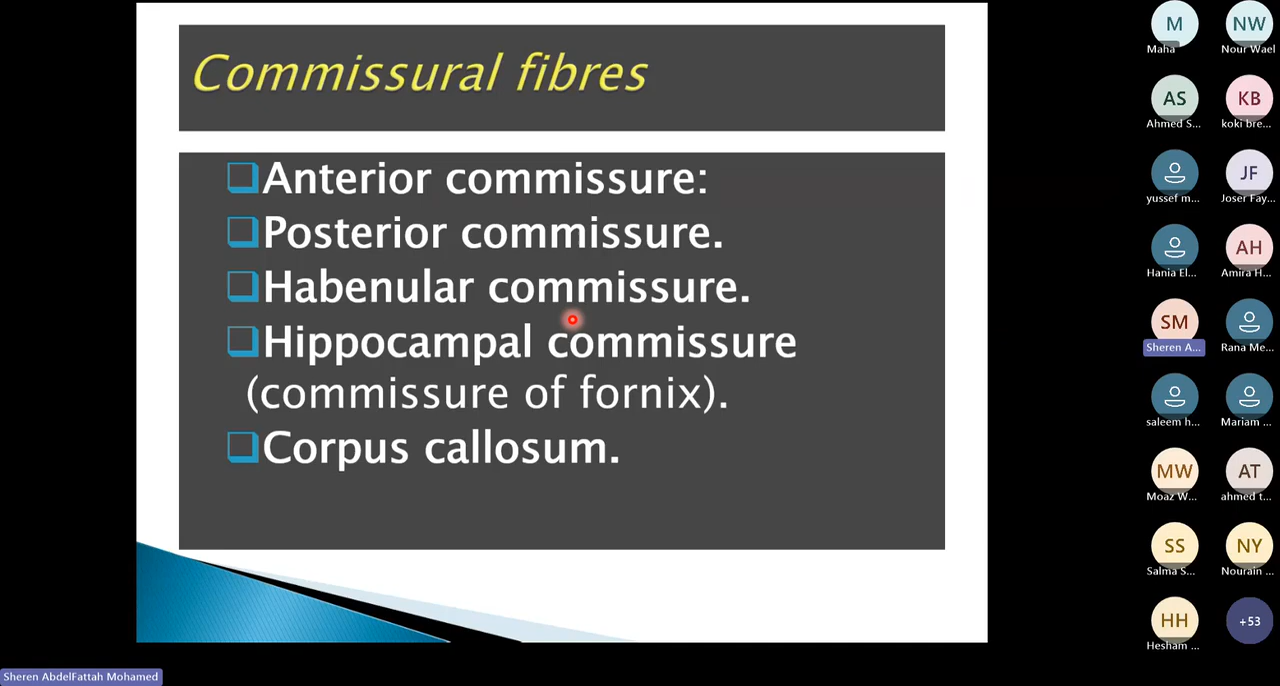 Commissural fibres
Anterior commissure:
Posterior commissure.
Habenular commissure.
Hippocampal commissure
(commissure of fornix).
Corpus callosum.
M
Maha
NW
Nour Wael
AS
Ahmed S...
KB
koki bre...
yussef m...
JF
Joser Fay...
Hania El...
AH
Amira H...
SM
Sheren A...
Rana Me...
saleem h...
Mariam ...
MW
Moaz W...
AT
ahmed t...
SS
Salma S...
NY
Nourain ...
HH
Hesham ...
+53
Sheren AbdelFattah Mohamed